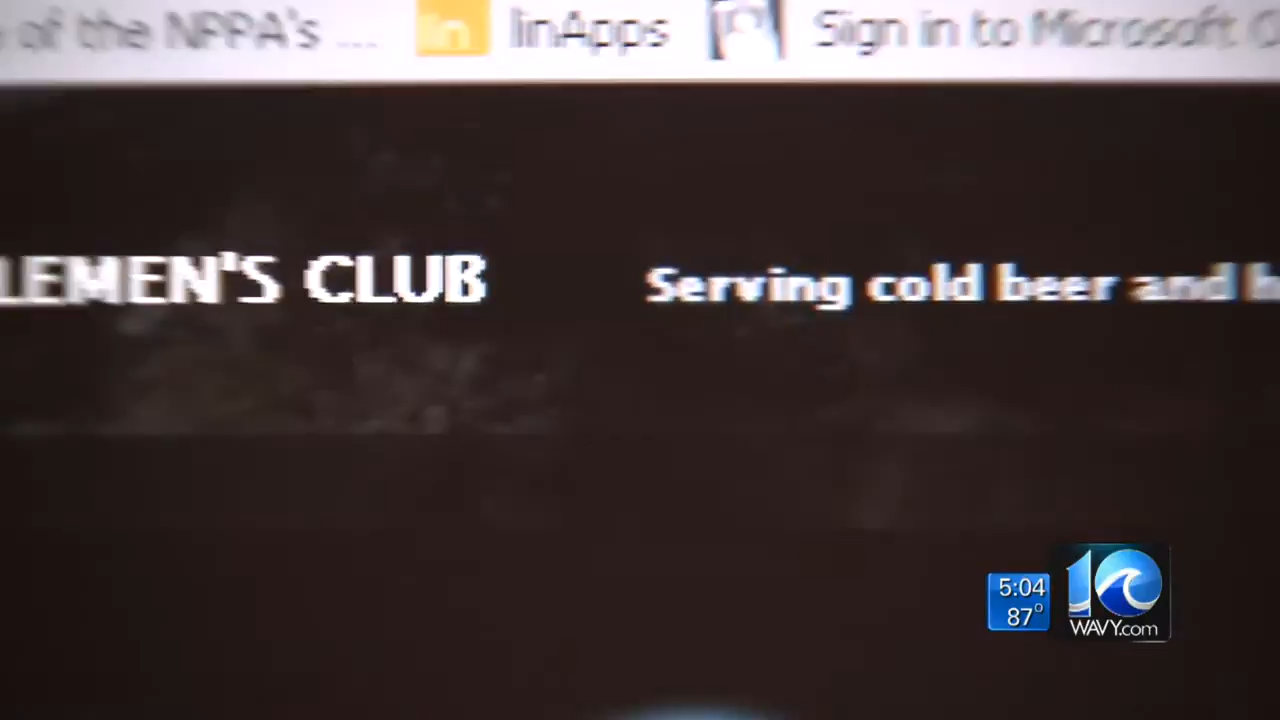 of the NPPA's ... lin linApps Sign in to Microsoft
LEMEN'S CLUB Serving cold beer and
5:04
87°
10
WAVY.com